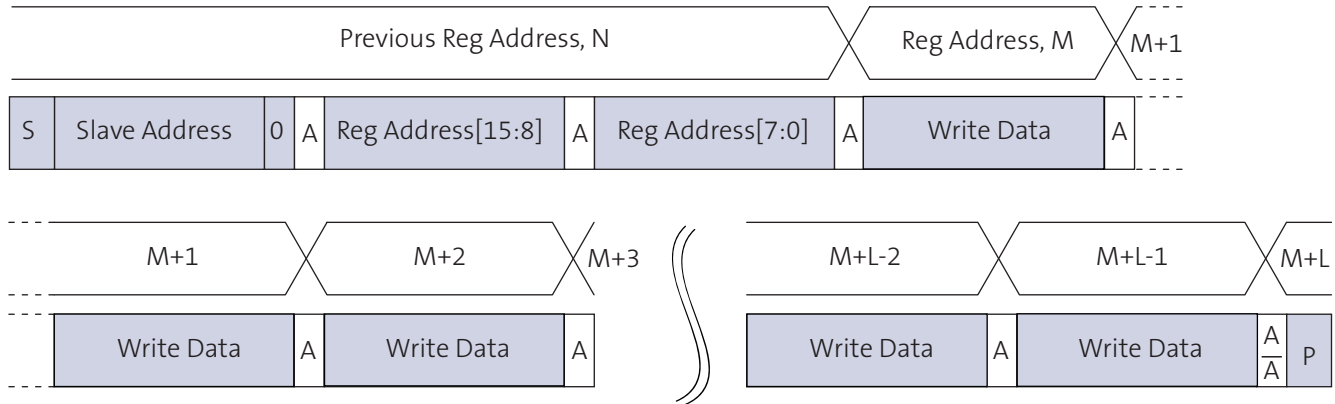 Previous Reg Address, N Reg Address, M M+1
S Slave Address 0 A Reg Address[15:8] A Reg Address[7:0] A Write Data A
M+1 M+2 M+3 M+L-2 M+L-1 M+L
Write Data A Write Data A Write Data A Write Data A/A̅ P